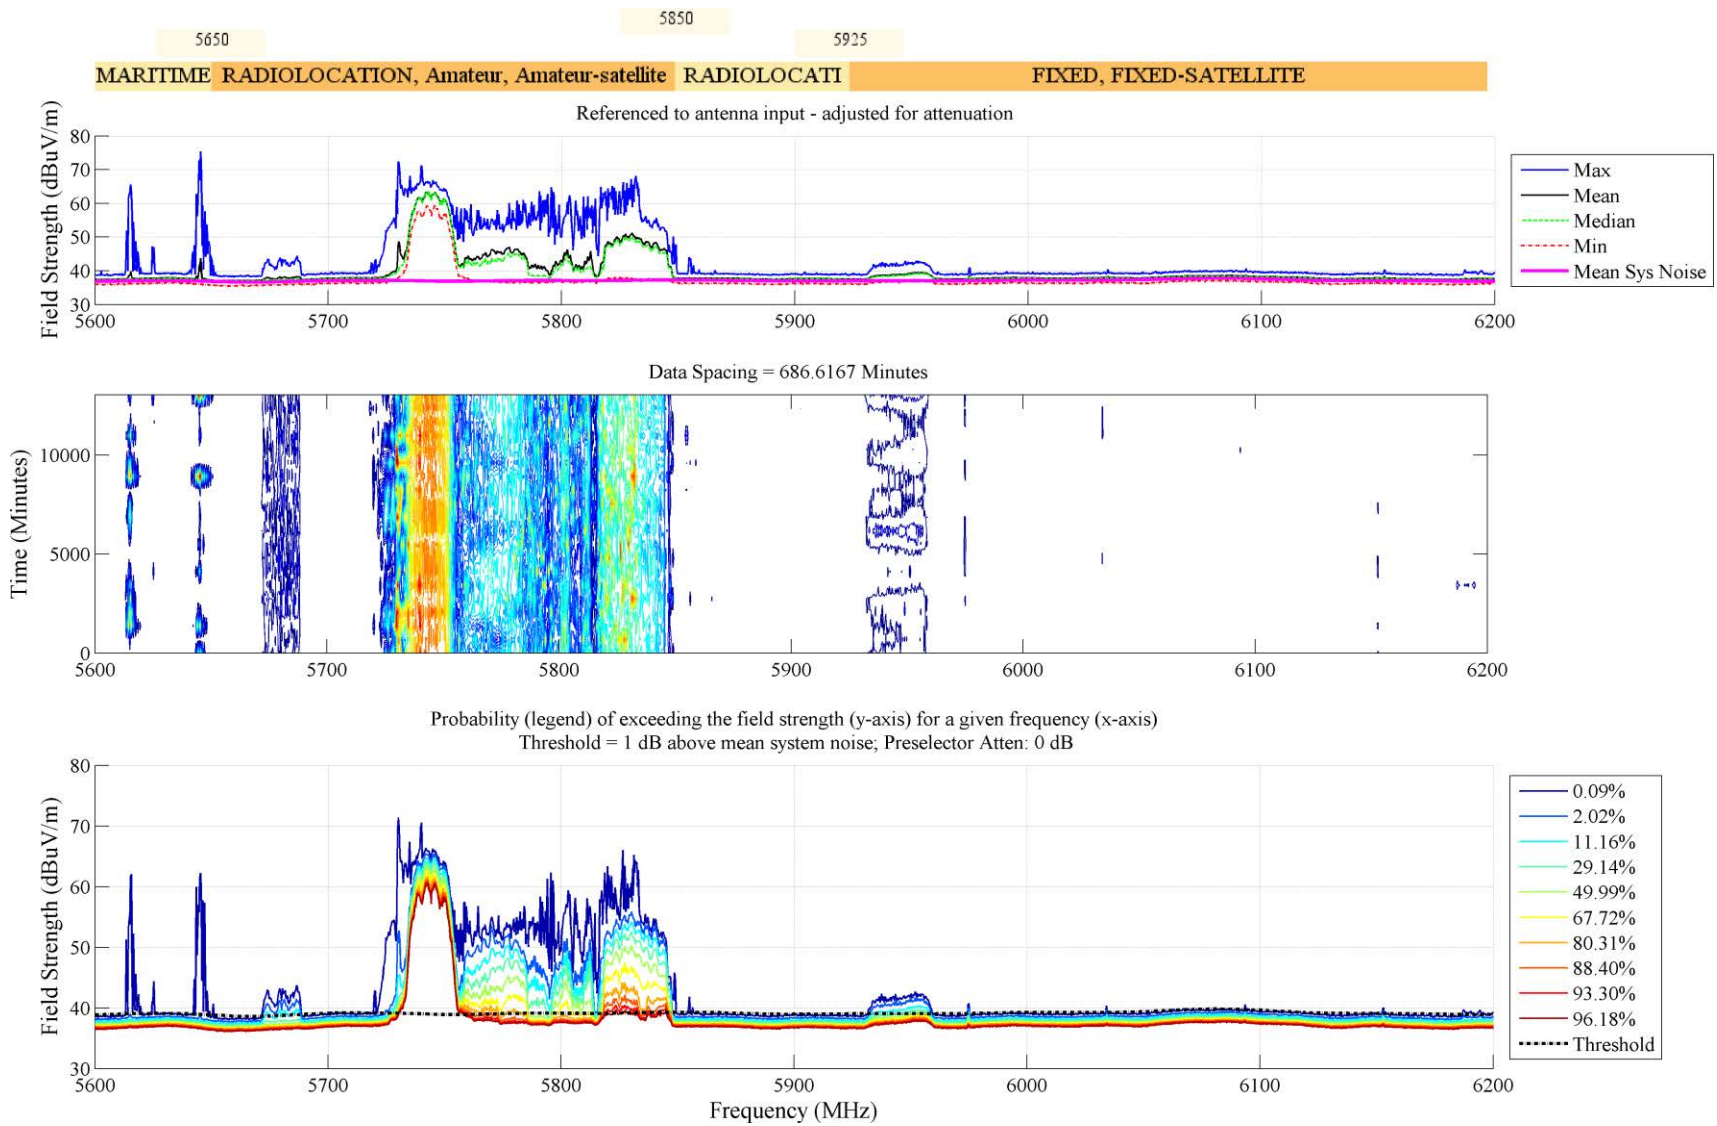 5850
5650 5925
MARITIME RADIOLOCATION, Amateur, Amateur-satellite RADIOLOCATI FIXED, FIXED-SATELLITE
Referenced to antenna input - adjusted for attenuation
Field Strength (dBuV/m)
80
70
60
50
40
30
5600 5700 5800 5900 6000 6100 6200
Max
Mean
Median
Min
Mean Sys Noise
Data Spacing = 686.6167 Minutes
Time (Minutes)
10000
5000
0
5600 5700 5800 5900 6000 6100 6200
Probability (legend) of exceeding the field strength (y-axis) for a given frequency (x-axis)
Threshold = 1 dB above mean system noise; Preselector Atten: 0 dB
Field Strength (dBuV/m)
80
70
60
50
40
30
5600 5700 5800 5900 6000 6100 6200
Frequency (MHz)
0.09%
2.02%
11.16%
29.14%
49.99%
67.72%
80.31%
88.40%
93.30%
96.18%
Threshold